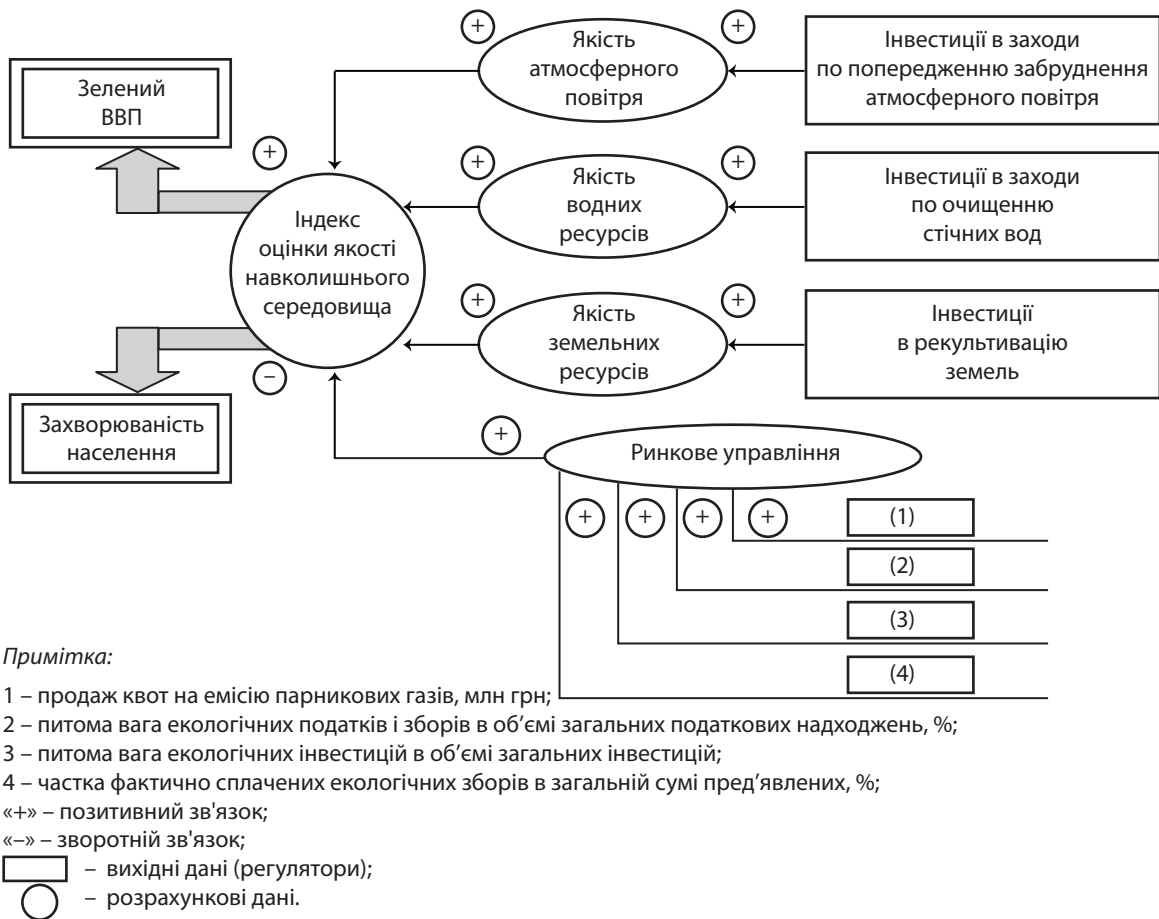 Зелений
ВВП
+
Індекс
оцінки якості
навколишнього
середовища
−
Захворюваність
населення
+
Якість
атмосферного
повітря
+
Інвестиції в заходи
по попередженню забруднення
атмосферного повітря
+
Якість
водних
ресурсів
+
Інвестиції в заходи
по очищенню
стічних вод
+
Якість
земельних
ресурсів
+
Інвестиції
в рекультивацію
земель
+
Ринкове управління
+ + + +
(1)
(2)
(3)
(4)
Примітка:
1 – продаж квот на емісію парникових газів, млн грн;
2 – питома вага екологічних податків і зборів в об’ємі загальних податкових надходжень, %;
3 – питома вага екологічних інвестицій в об’ємі загальних інвестицій;
4 – частка фактично сплачених екологічних зборів в загальній сумі пред’явлених, %;
«+» – позитивний зв'язок;
«–» – зворотній зв'язок;
– вихідні дані (регулятори);
– розрахункові дані.